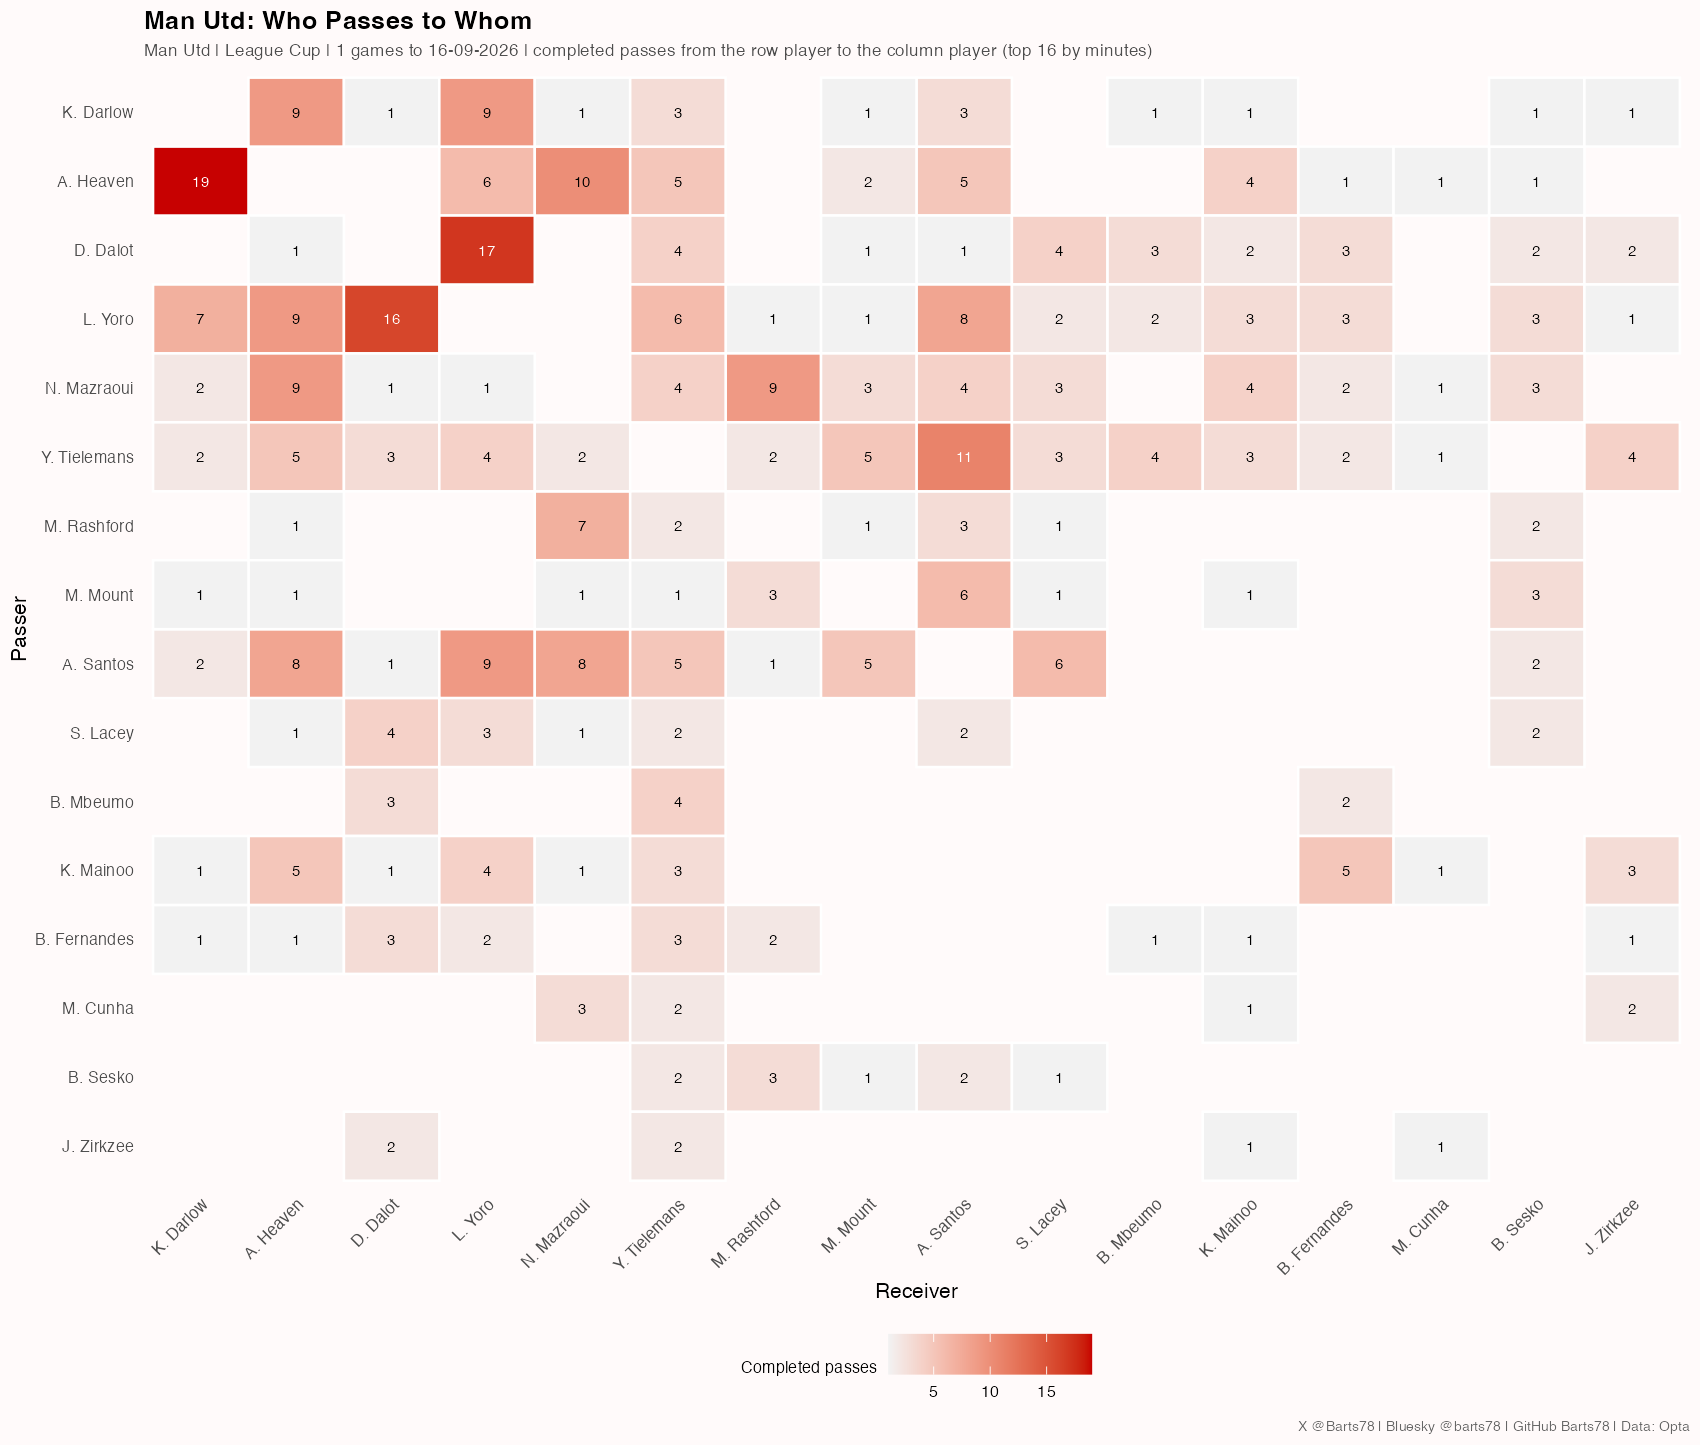 Man Utd: Who Passes to Whom
Man Utd | League Cup | 1 games to 16-09-2026 | completed passes from the row player to the column player (top 16 by minutes)
K. Darlow 9 1 9 1 3 1 3 1 1 1 1
A. Heaven 19 6 10 5 2 5 4 1 1 1
D. Dalot 1 17 4 1 1 4 3 2 3 2 2
L. Yoro 7 9 16 6 1 1 8 2 2 3 3 3 1
N. Mazraoui 2 9 1 1 4 9 3 4 3 4 2 1 3
Y. Tielemans 2 5 3 4 2 2 5 11 3 4 3 2 1 4
M. Rashford 1 7 2 1 3 1 2
M. Mount 1 1 1 1 3 6 1 1 3
A. Santos 2 8 1 9 8 5 1 5 6 2
S. Lacey 1 4 3 1 2 2 2
B. Mbeumo 3 4 2
K. Mainoo 1 5 1 4 1 3 5 1 3
B. Fernandes 1 1 3 2 3 2 1 1 1
M. Cunha 3 2 1 2
B. Sesko 2 3 1 2 1
J. Zirkzee 2 2 1 1
Passer
K. Darlow A. Heaven D. Dalot L. Yoro N. Mazraoui Y. Tielemans M. Rashford M. Mount A. Santos S. Lacey B. Mbeumo K. Mainoo B. Fernandes M. Cunha B. Sesko J. Zirkzee
Receiver
Completed passes
5 10 15
X @Barts78 | Bluesky @barts78 | GitHub Barts78 | Data: Opta